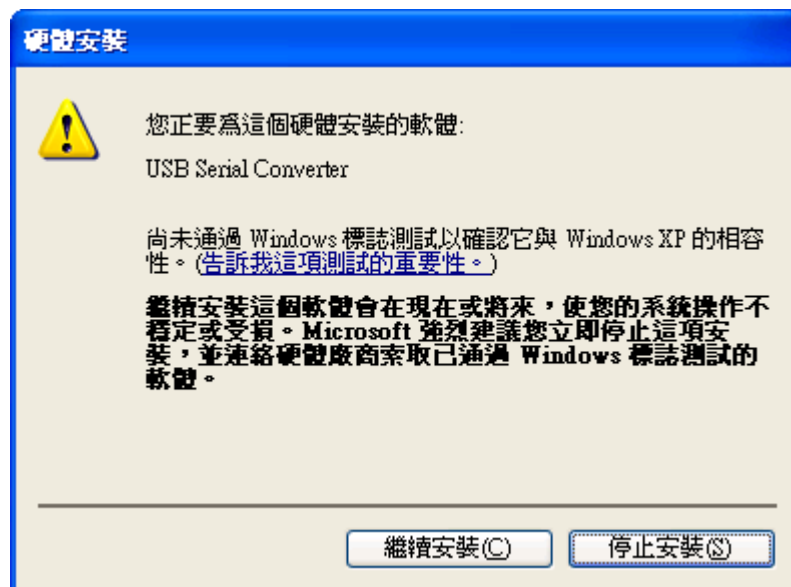 硬體安裝
您正要為這個硬體安裝的軟體:
USB Serial Converter
尚未通過 Windows 標誌測試以確認它與 Windows XP 的相容
性。(告訴我這項測試的重要性。)
繼續安裝這個軟體會在現在或將來，使您的系統操作不
穩定或受損。Microsoft 強烈建議您立即停止這項安
裝，並連絡硬體廠商索取已通過 Windows 標誌測試的
軟體。
繼續安裝(C)
停止安裝(S)